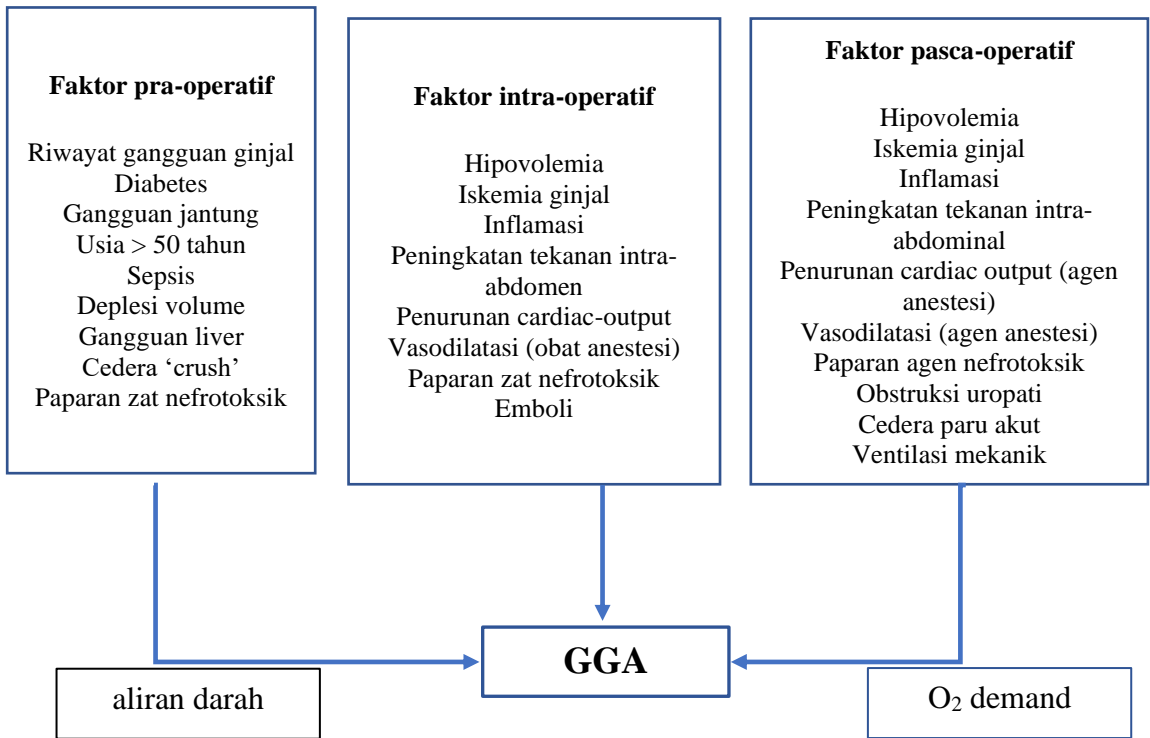 Faktor pra-operatif
Riwayat gangguan ginjal
Diabetes
Gangguan jantung
Usia > 50 tahun
Sepsis
Deplesi volume
Gangguan liver
Cedera ‘crush’
Paparan zat nefrotoksik
Faktor intra-operatif
Hipovolemia
Iskemia ginjal
Inflamasi
Peningkatan tekanan intra-
abdomen
Penurunan cardiac-output
Vasodilatasi (obat anestesi)
Paparan zat nefrotoksik
Emboli
Faktor pasca-operatif
Hipovolemia
Iskemia ginjal
Inflamasi
Peningkatan tekanan intra-
abdominal
Penurunan cardiac output (agen
anestesi)
Vasodilatasi (agen anestesi)
Paparan agen nefrotoksik
Obstruksi uropati
Cedera paru akut
Ventilasi mekanik
GGA
aliran darah
O₂ demand